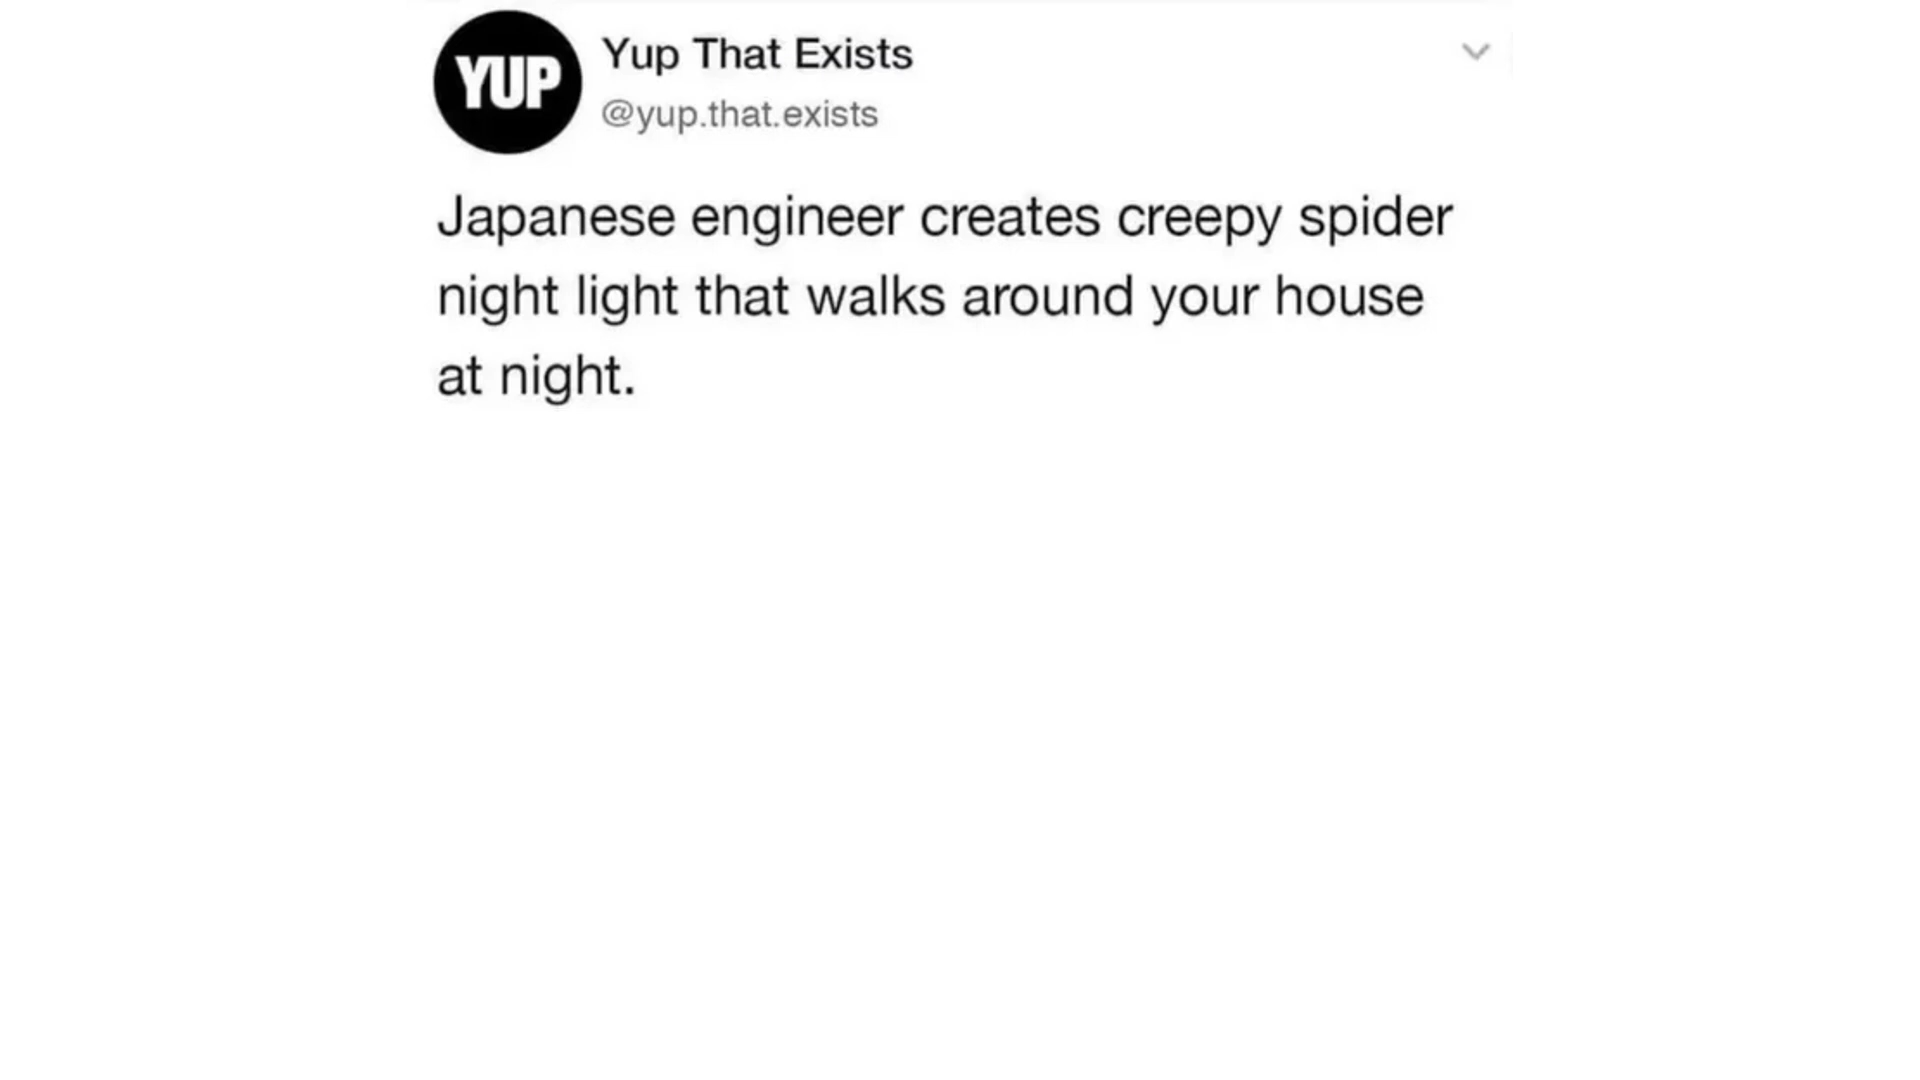 YUP
Yup That Exists
@yup.that.exists
Japanese engineer creates creepy spider
night light that walks around your house
at night.